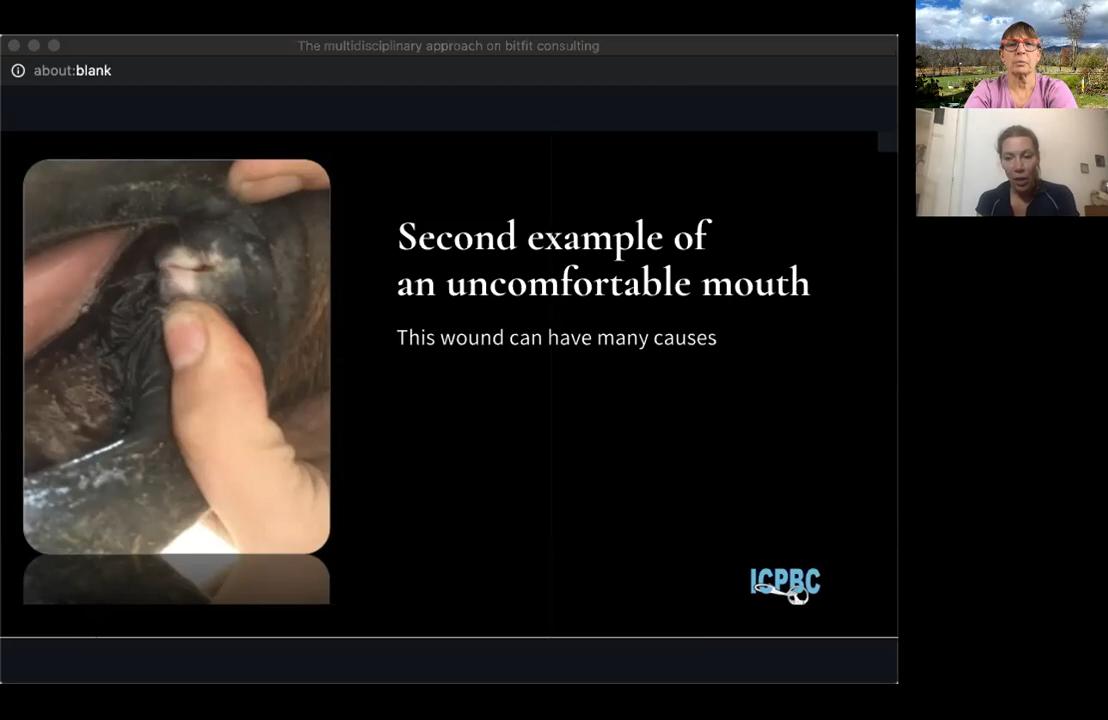 The multidisciplinary approach on bitfit consulting
about:blank
Second example of
an uncomfortable mouth
This wound can have many causes
ICPBC